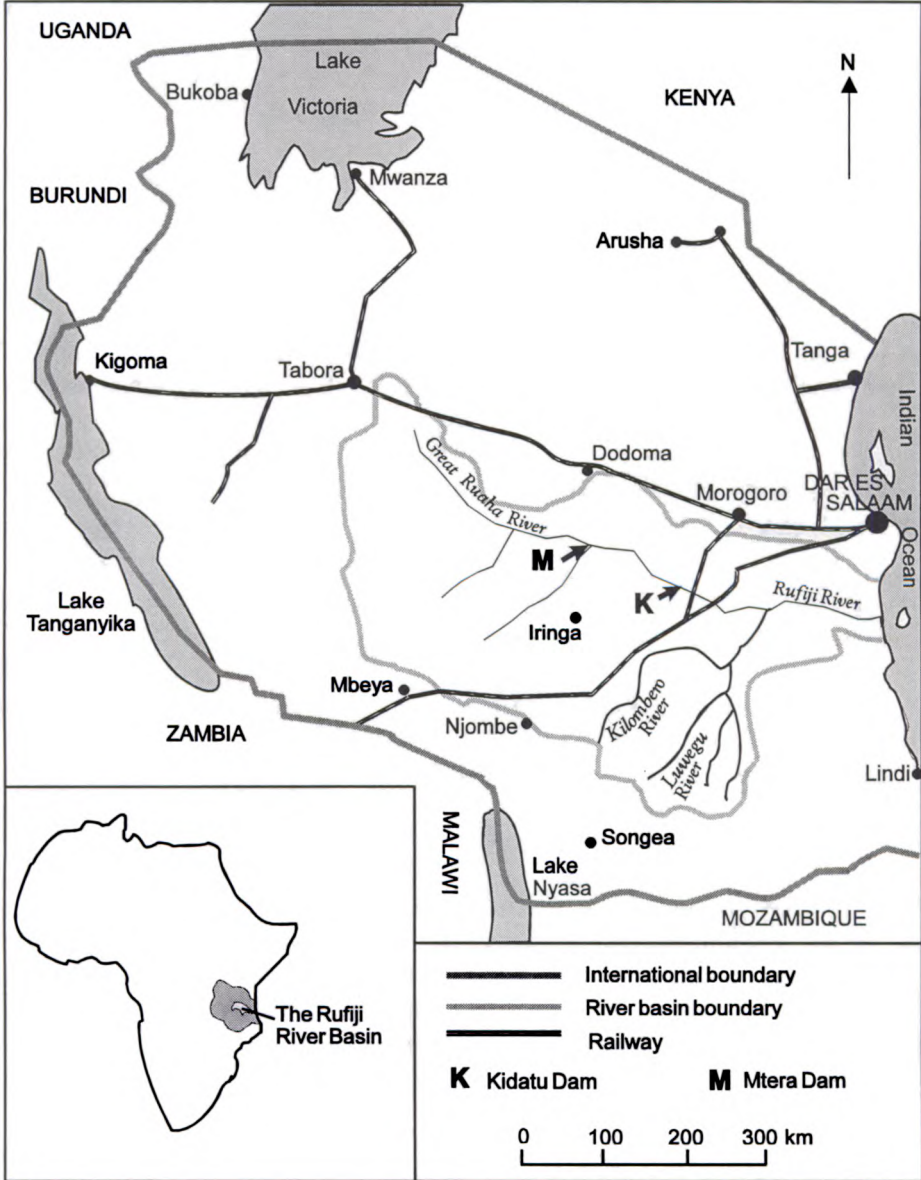 UGANDA
Lake
Victoria
Bukoba
KENYA
N
Mwanza
BURUNDI
Arusha
Kigoma
Tabora
Tanga
Indian
Ocean
Great Ruaha River
Dodoma
Morogoro
DAR ES
SALAAM
M
K
Rufiji River
Iringa
Lake
Tanganyika
Mbeya
ZAMBIA
Njombe
Kilombero
River
Luwegu
River
Lindi
MALAWI
Songea
Lake
Nyasa
MOZAMBIQUE
The Rufiji
River Basin
International boundary
River basin boundary
Railway
K Kidatu Dam M Mtera Dam
0 100 200 300 km